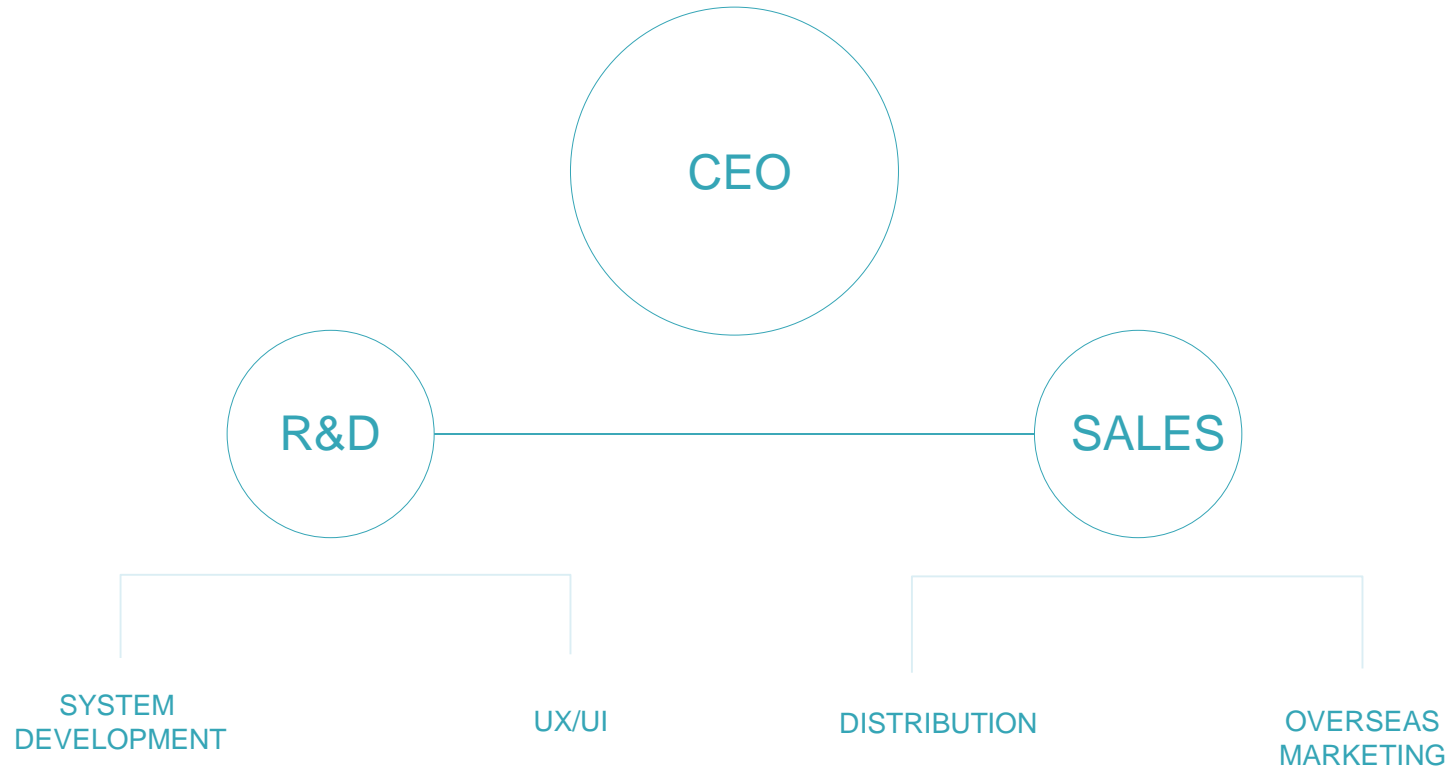 CEO
R&D
SALES
SYSTEM
DEVELOPMENT
UX/UI
DISTRIBUTION
OVERSEAS
MARKETING